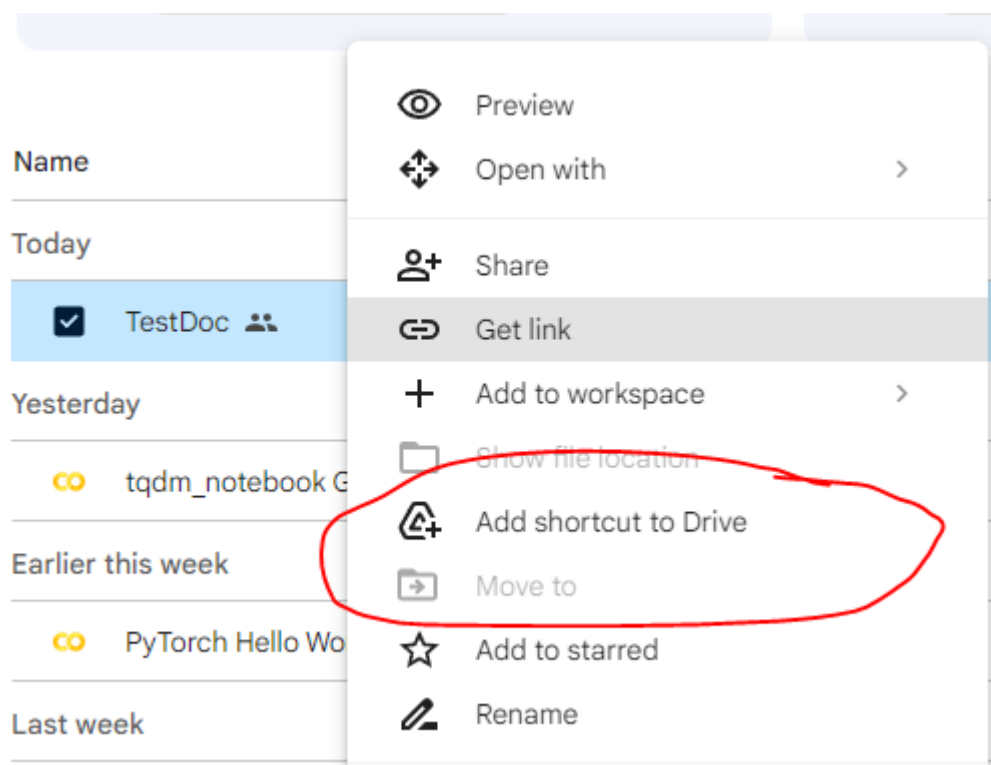 Preview
Open with
Name
Today
Share
TestDoc
Get link
Add to workspace
Yesterday
Show file location
tqdm_notebook
Add shortcut to Drive
Earlier this week
Move to
PyTorch Hello Wo
Add to starred
Last week
Rename